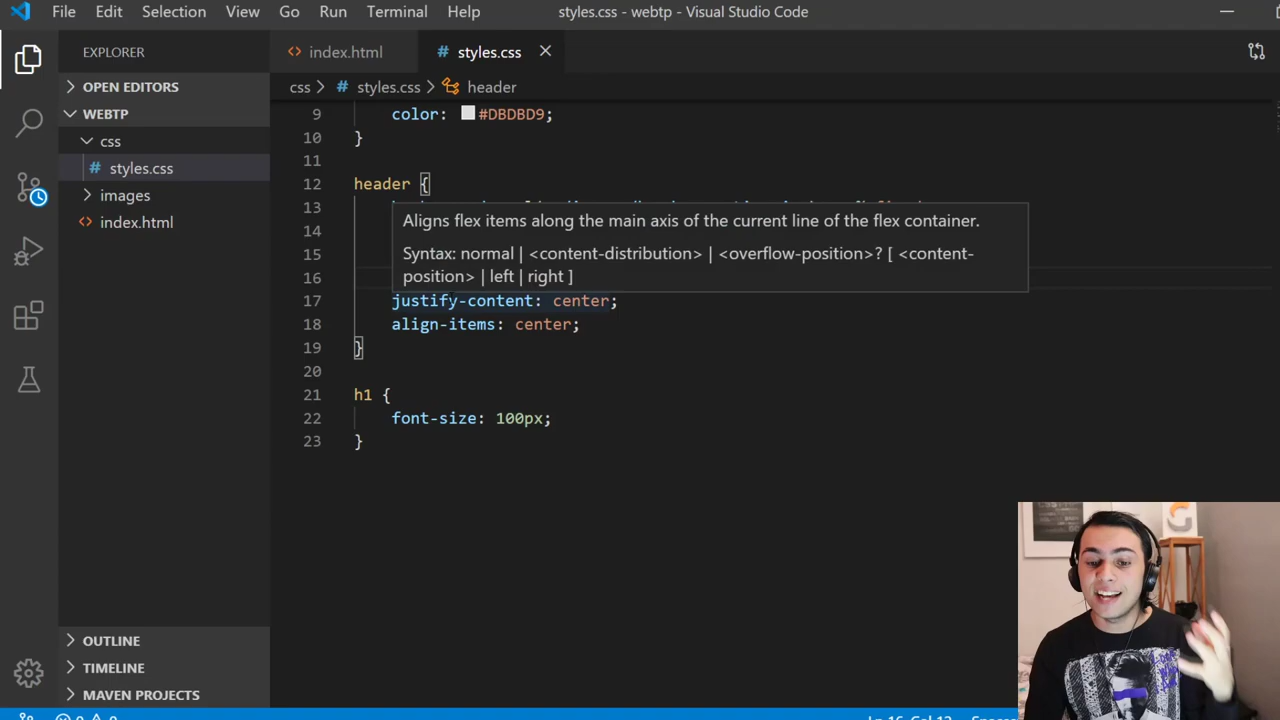 File Edit Selection View Go Run Terminal Help styles.css - webtp - Visual Studio Code
EXPLORER
index.html
# styles.css
OPEN EDITORS
WEBTP
css
# styles.css
images
index.html
OUTLINE
TIMELINE
MAVEN PROJECTS
css > # styles.css > header
9 color: #DBDBD9;
10 }
11
12 header {
13
14
15
16
Aligns flex items along the main axis of the current line of the flex container.
Syntax: normal | <content-distribution> | <overflow-position>? [ <content-
position> | left | right ]
17 justify-content: center;
18 align-items: center;
19 }
20
21 h1 {
22 font-size: 100px;
23 }